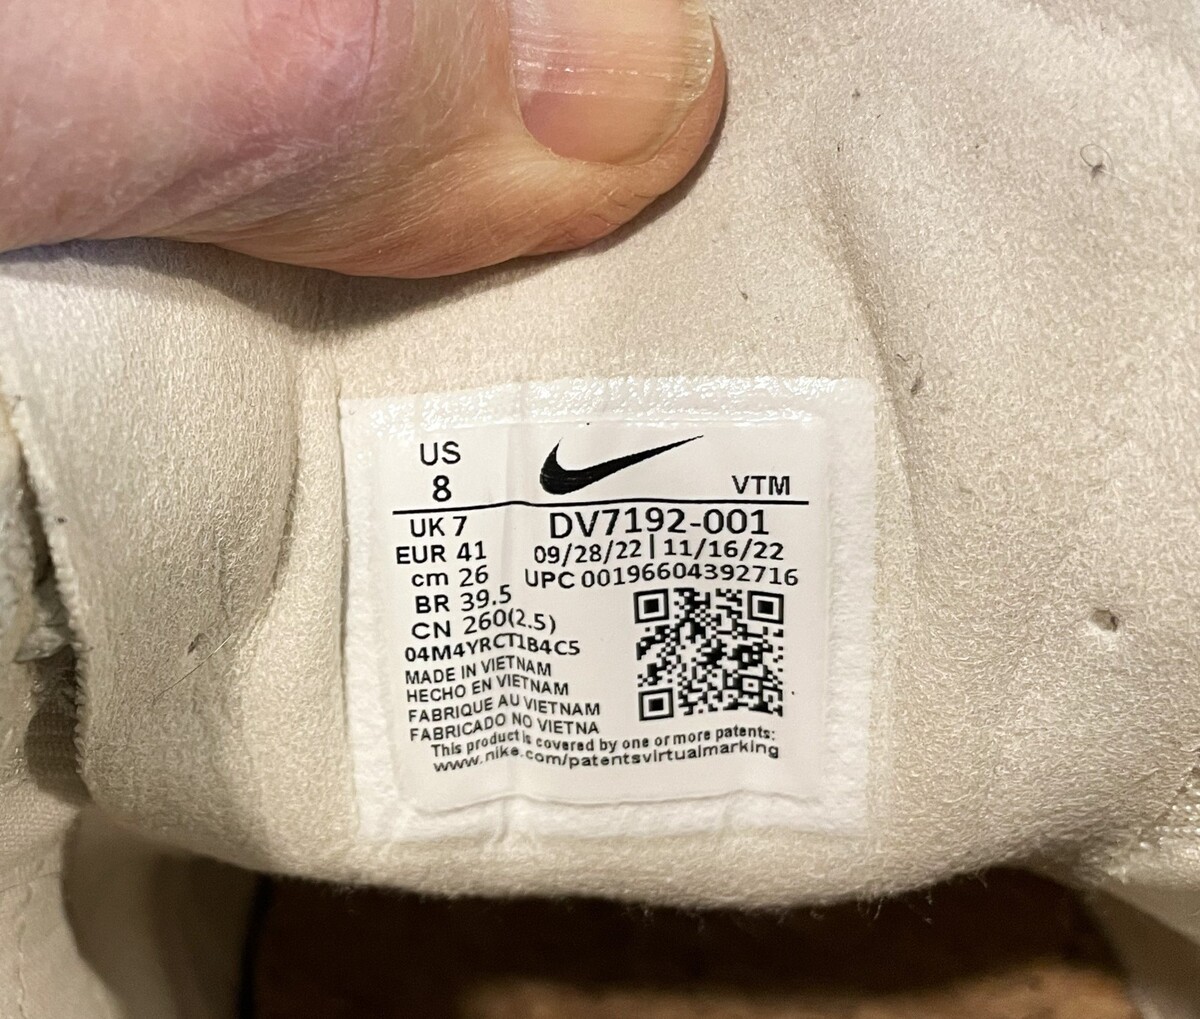 US
8
VTM
UK 7
EUR 41
cm 26
BR 39.5
CN 260(2.5)
04M4YRCT1B4C5
DV7192-001
09/28/22 | 11/16/22
UPC 00196604392716
MADE IN VIETNAM
HECHO EN VIETNAM
FABRIQUE AU VIETNAM
FABRICADO NO VIETNA
This product is covered by one or more patents:
www.nike.com/patentsvirtualmarking